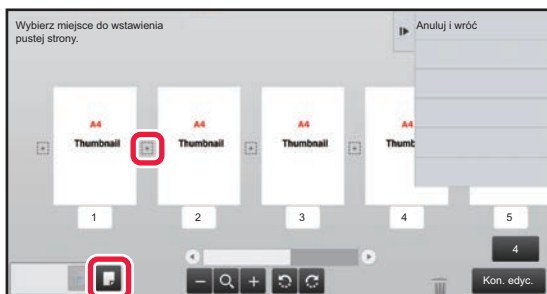 Wybierz miejsce do wstawienia
pustej strony.
Anuluj i wróć
A4
Thumbnail
A4
Thumbnail
A4
Thumbnail
A4
Thumb
1
2
3
4
5
4
Kon. edyc.